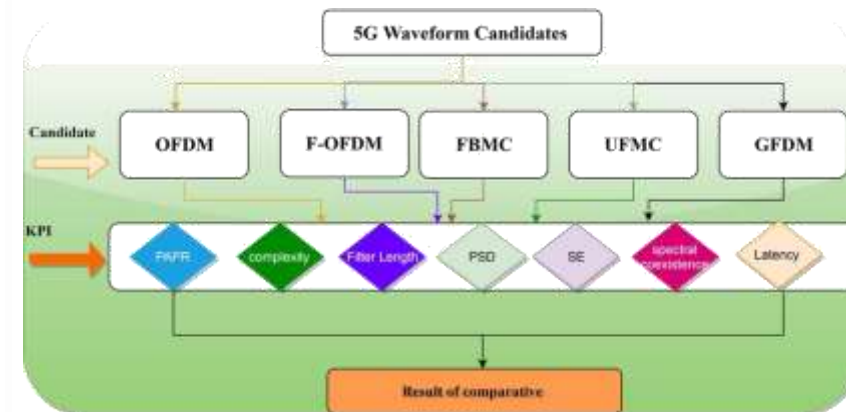 5G Waveform Candidates
Candidate
OFDM
F-OFDM
FBMC
UFMC
GFDM
KPI
PAPR
complexity
Filter Length
PSD
SE
spectral
coexistence
Latency
Result of comparative